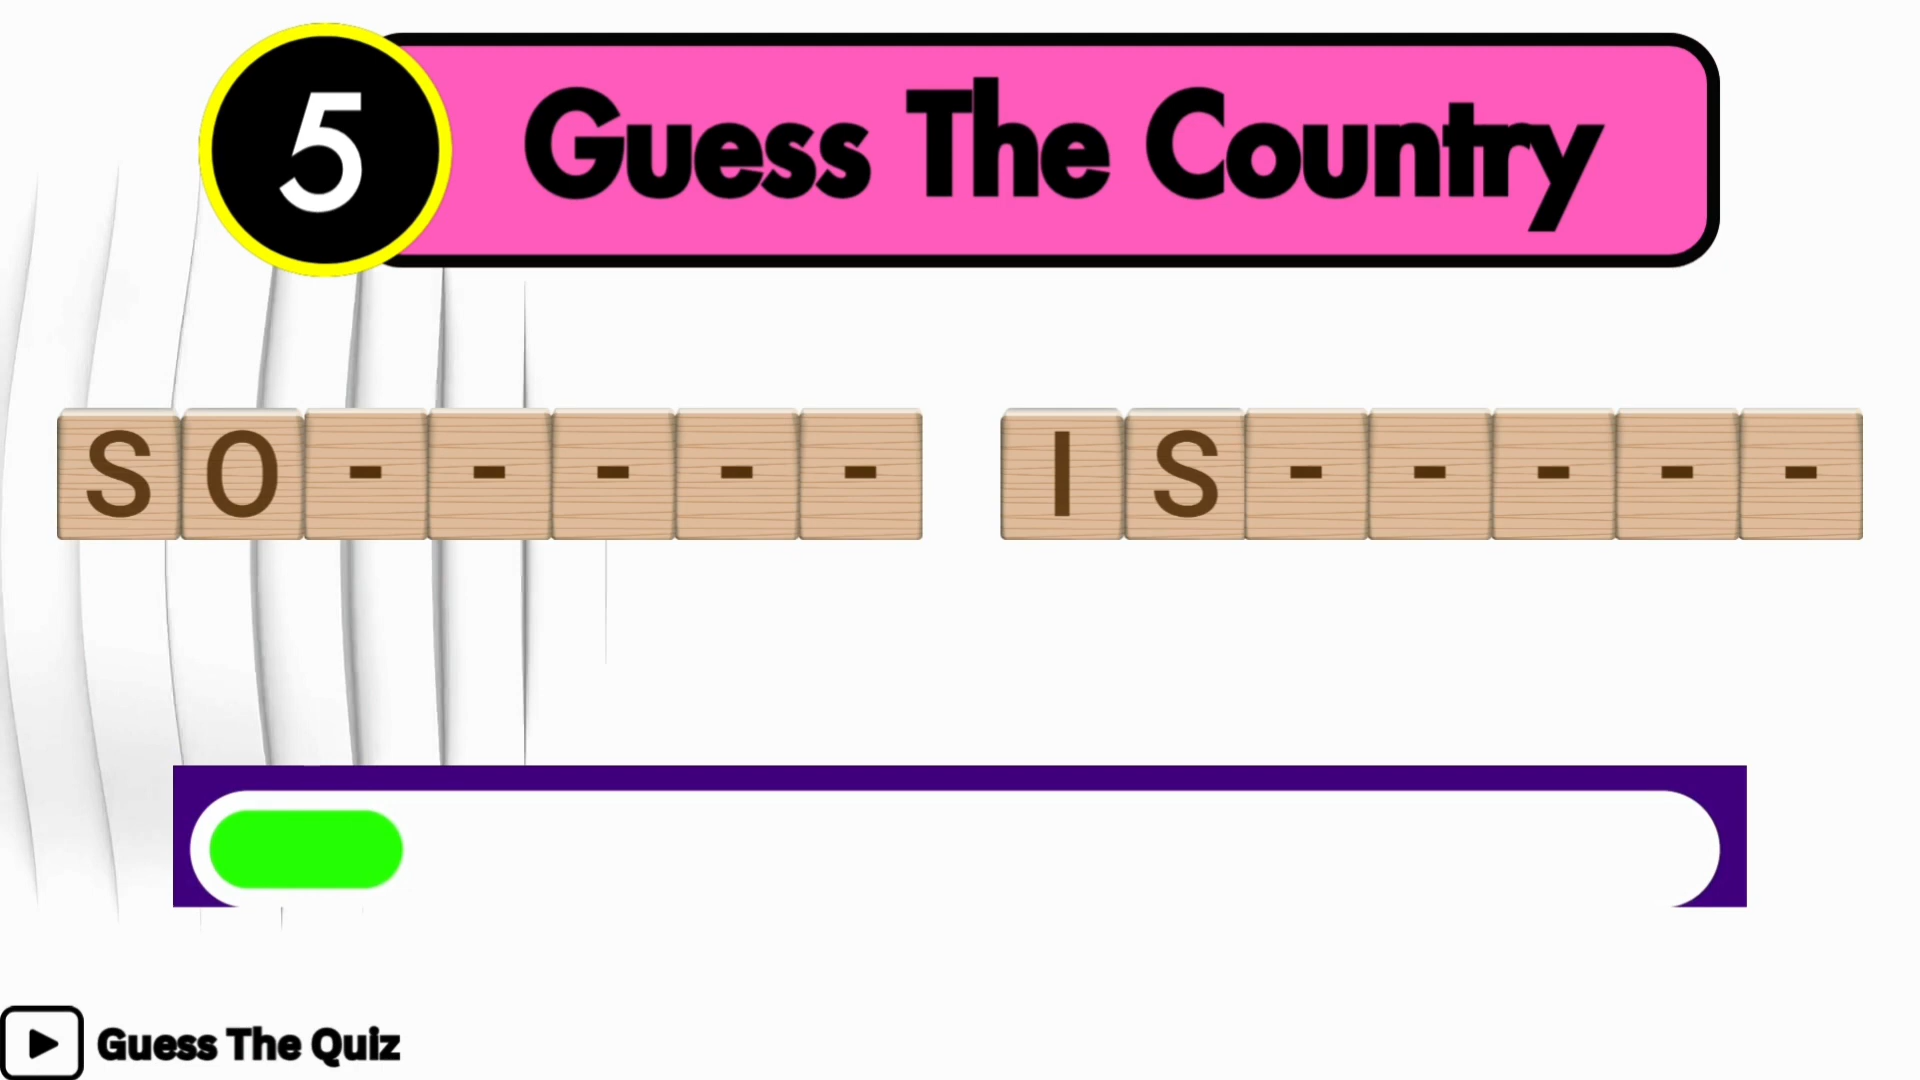 5 Guess The Country
SO----- IS-----
Guess The Quiz